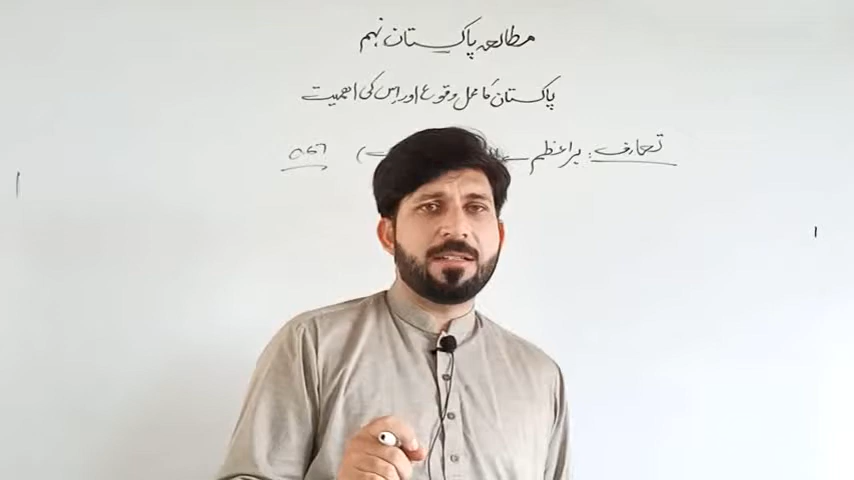 مطالعہ پاکستان نہم
پاکستان کا محل وقوع اور اس کی اہمیت
تعارف: براعظم